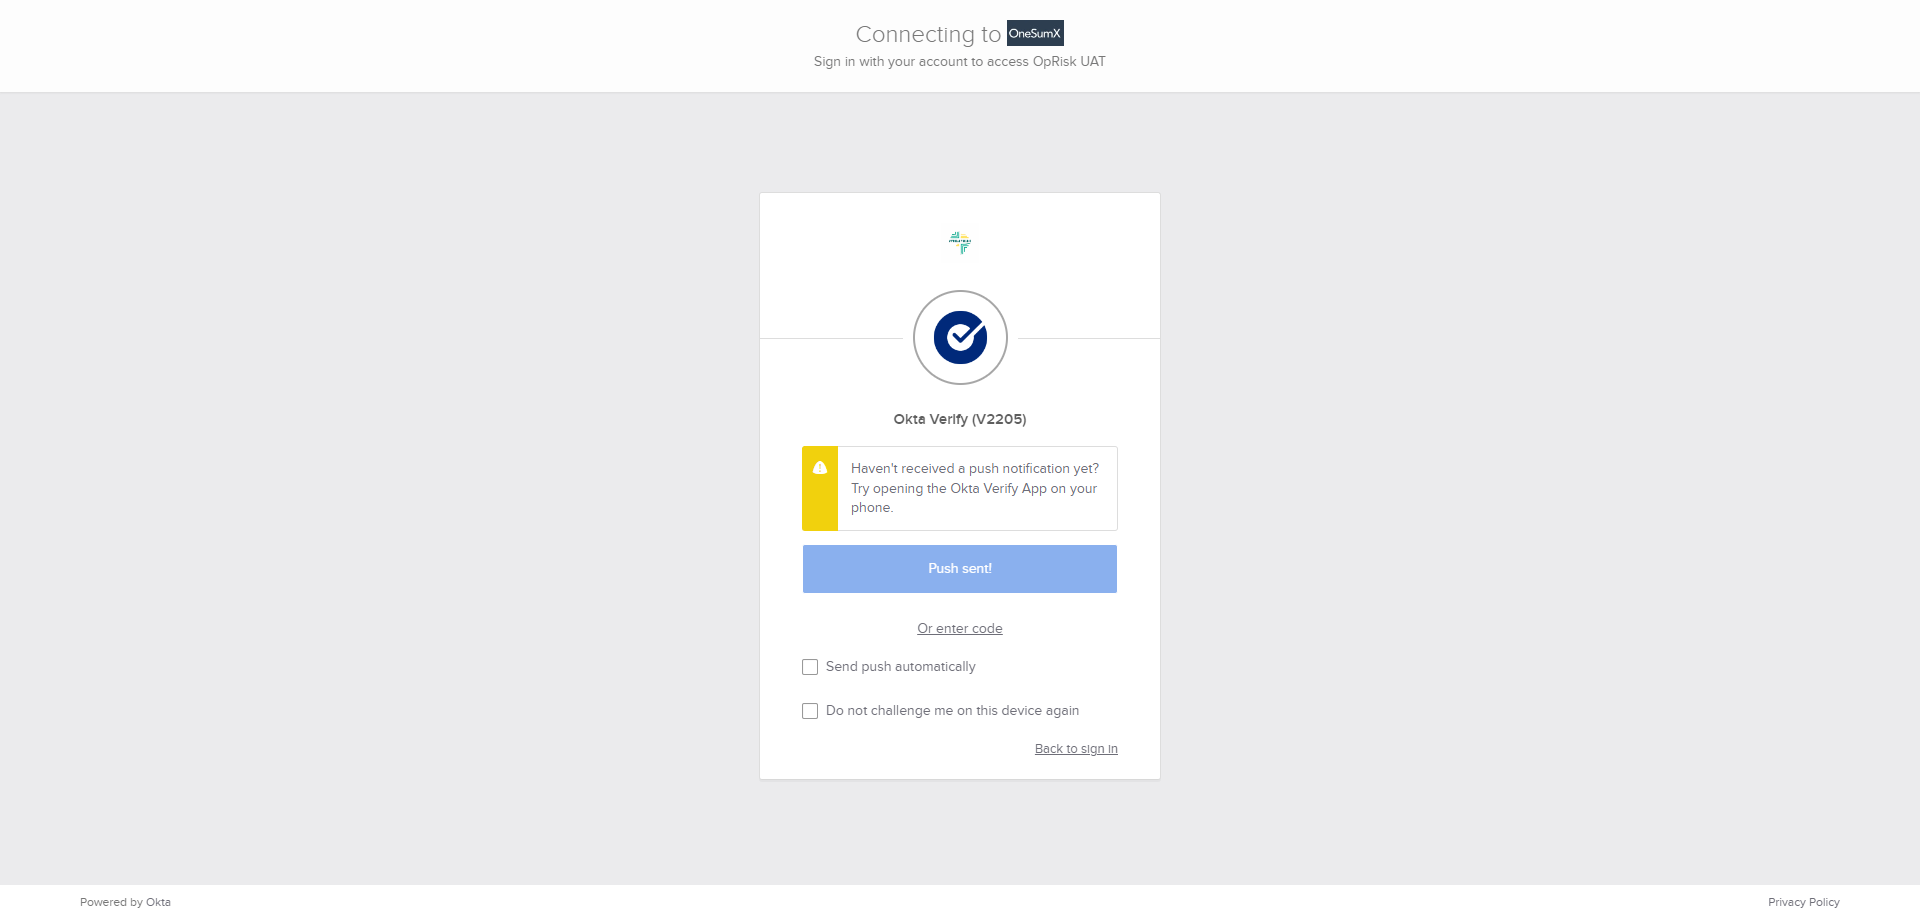 Connecting to OneSumX
Sign in with your account to access OpRisk UAT
Okta Verify (V2205)
Haven't received a push notification yet?
Try opening the Okta Verify App on your
phone.
Push sent!
Or enter code
Send push automatically
Do not challenge me on this device again
Back to sign in
Powered by Okta
Privacy Policy